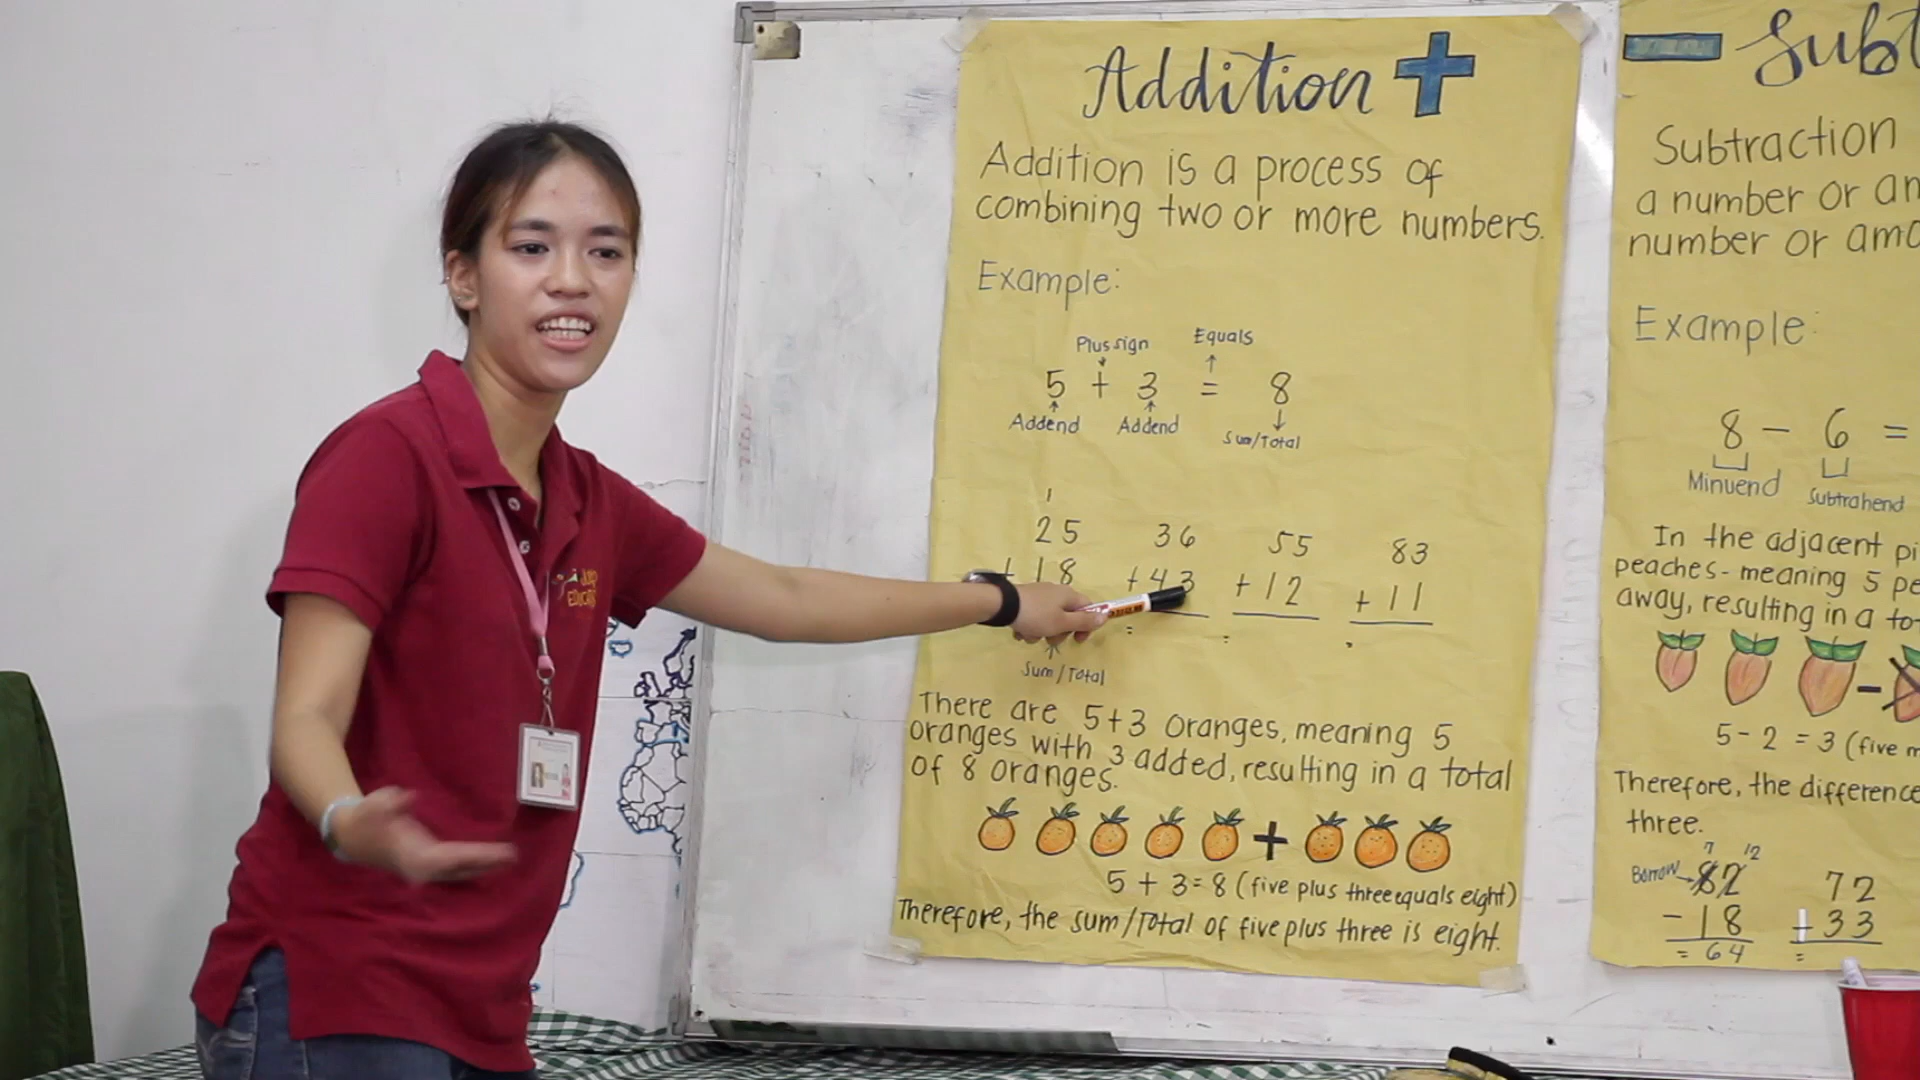 Addition +
Addition is a process of
combining two or more numbers.
Example:
Plus sign Equals
5 + 3 = 8
Addend Addend Sum/Total
1
25 36 55 83
+ 18 + 43 + 12 + 11
= = =
Sum/Total
There are 5+3 oranges, meaning 5
oranges with 3 added, resulting in a total
of 8 oranges.
+
5 + 3 = 8 (five plus three equals eight)
Therefore, the sum/Total of five plus three is eight.
- Subt
Subtraction
a number or an
number or amo
Example:
8 - 6 =
Minuend Subtrahend
In the adjacent pi
peaches - meaning 5 pe
away, resulting in a to
-
5 - 2 = 3 (five m
Therefore, the difference
three.
7 12
Borrow 82 72
- 18 33
= 64 =